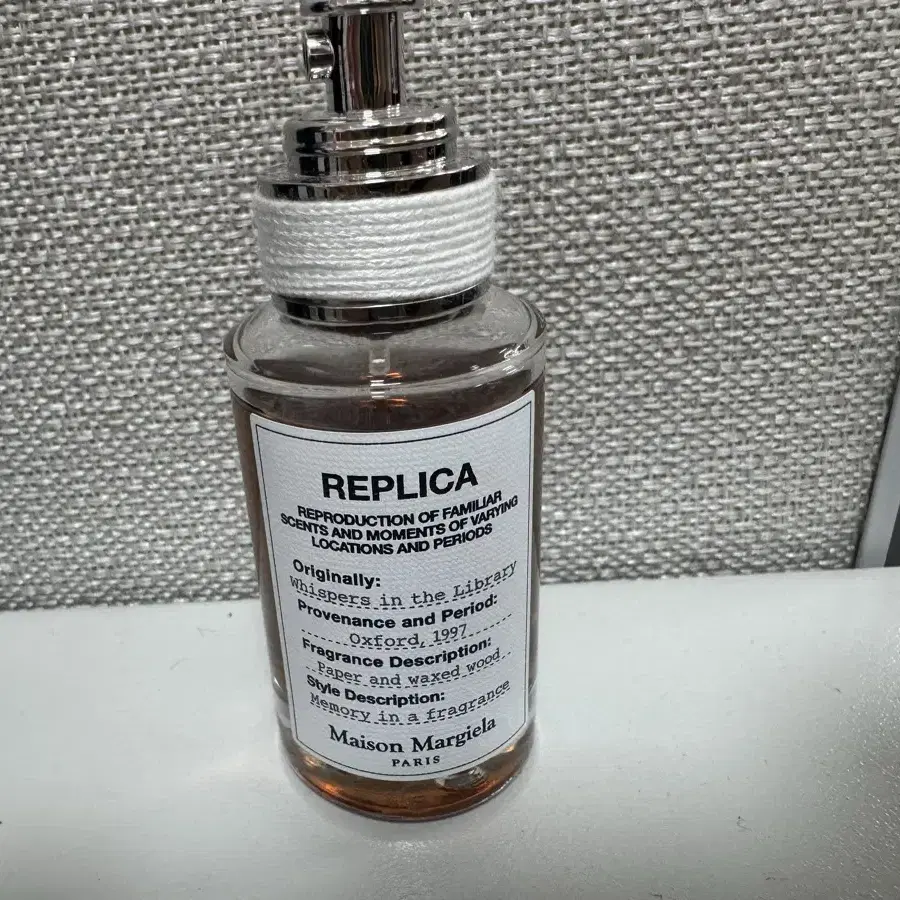 REPLICA
REPRODUCTION OF FAMILIAR
SCENTS AND MOMENTS OF VARYING
LOCATIONS AND PERIODS
Originally:
Whispers in the Library
Provenance and Period:
Oxford, 1997
Fragrance Description:
Paper and waxed wood
Style Description:
Memory in a fragrance
Maison Margiela
PARIS